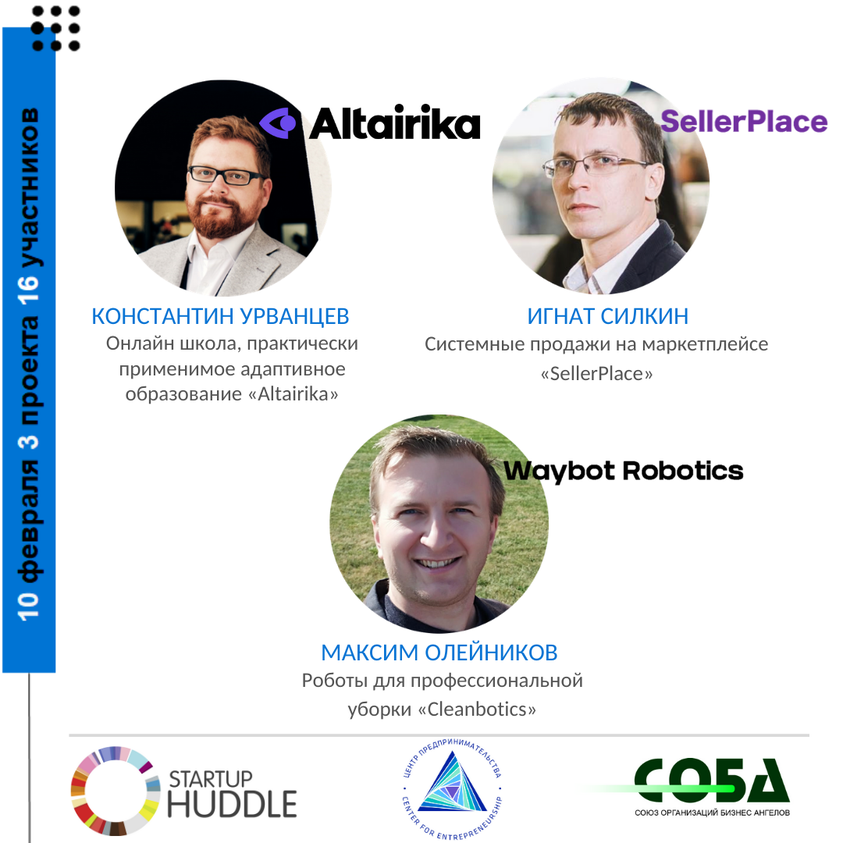 10 февраля 3 проекта 16 участников
Altairika
SellerPlace
КОНСТАНТИН УРВАНЦЕВ
Онлайн школа, практически
применимое адаптивное
образование «Altairika»
ИГНАТ СИЛКИН
Системные продажи на маркетплейсе
«SellerPlace»
Waybot Robotics
МАКСИМ ОЛЕЙНИКОВ
Роботы для профессиональной
уборки «Cleanbotics»
STARTUP
HUDDLE
ЦЕНТР ПРЕДПРИНИМАТЕЛЬСТВА
CENTER FOR ENTREPRENEURSHIP
СОБА
СОЮЗ ОРГАНИЗАЦИЙ БИЗНЕС АНГЕЛОВ